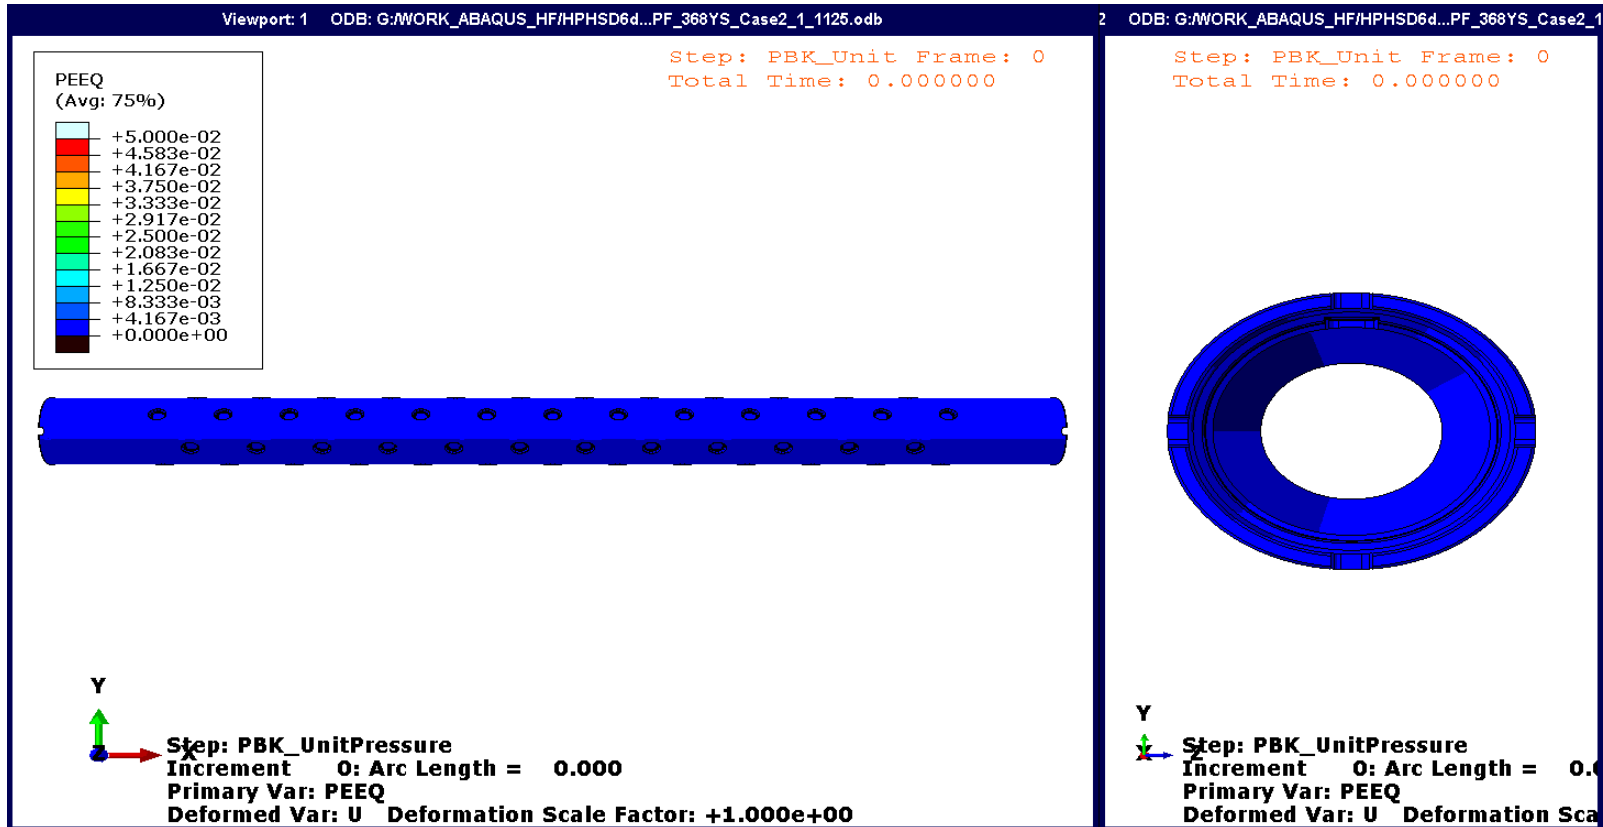 Viewport: 1 ODB: G:/WORK_ABAQUS_HF/HPHSD6d...PF_368YS_Case2_1_1125.odb
Step: PBK_Unit Frame: 0
Total Time: 0.000000
PEEQ
(Avg: 75%)
+5.000e-02
+4.583e-02
+4.167e-02
+3.750e-02
+3.333e-02
+2.917e-02
+2.500e-02
+2.083e-02
+1.667e-02
+1.250e-02
+8.333e-03
+4.167e-03
+0.000e+00
Y
Z
X
Step: PBK_UnitPressure
Increment 0: Arc Length = 0.000
Primary Var: PEEQ
Deformed Var: U Deformation Scale Factor: +1.000e+00
2 ODB: G:/WORK_ABAQUS_HF/HPHSD6d...PF_368YS_Case2_1
Step: PBK_Unit Frame: 0
Total Time: 0.000000
Y
X
Z
Step: PBK_UnitPressure
Increment 0: Arc Length = 0.0
Primary Var: PEEQ
Deformed Var: U Deformation Sca